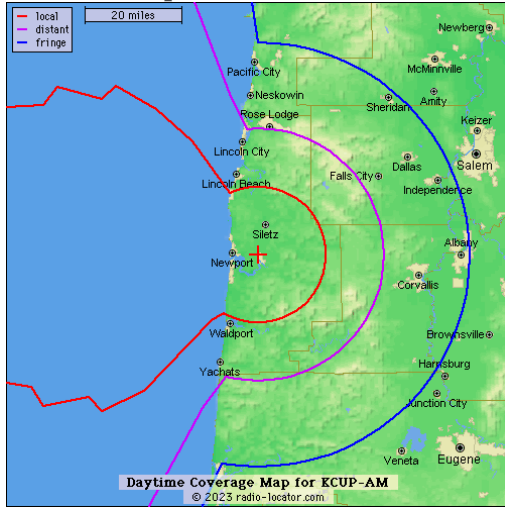 local
distant
fringe
20 miles
Newberg
Pacific City
McMinnville
Neskowin
Sheridan
Amity
Rose Lodge
Keizer
Lincoln City
Dallas
Salem
Lincoln Beach
Falls City
Independence
Siletz
Newport
Albany
Corvallis
Waldport
Brownsville
Yachats
Harrisburg
Junction City
Veneta
Eugene
Daytime Coverage Map for KCUP-AM
© 2023 radio-locator.com